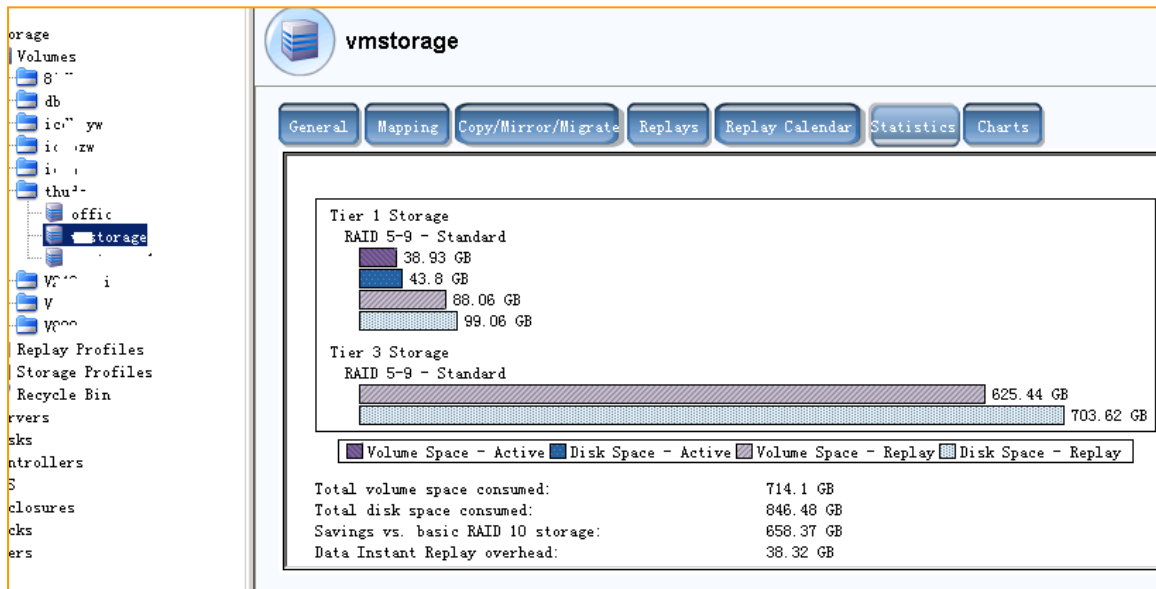 orage
Volumes
db
vmstorage
Replay Profiles
Storage Profiles
Recycle Bin
rvers
sks
ntrollers
S
closures
cks
ers
vmstorage
General Mapping Copy/Mirror/Migrate Replays Replay Calendar Statistics Charts
Tier 1 Storage
RAID 5-9 - Standard
38.93 GB
43.8 GB
88.06 GB
99.06 GB
Tier 3 Storage
RAID 5-9 - Standard
625.44 GB
703.62 GB
Volume Space - Active Disk Space - Active Volume Space - Replay Disk Space - Replay
Total volume space consumed: 714.1 GB
Total disk space consumed: 846.48 GB
Savings vs. basic RAID 10 storage: 658.37 GB
Data Instant Replay overhead: 38.32 GB